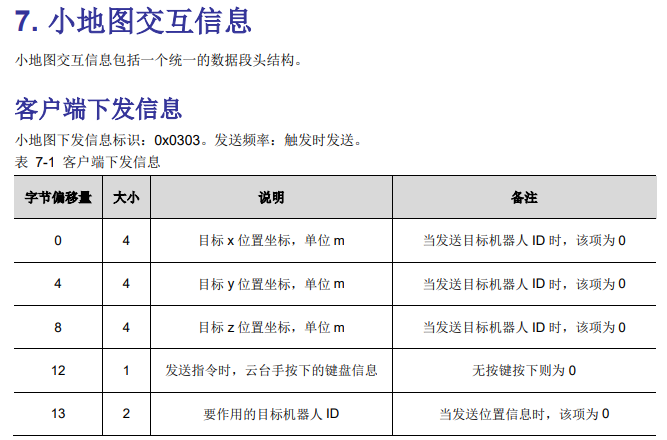 7. 小地图交互信息
小地图交互信息包括一个统一的数据段头结构。
客户端下发信息
小地图下发信息标识：0x0303。发送频率：触发时发送。
表 7-1 客户端下发信息
字节偏移量 大小 说明 备注
0 4 目标 x 位置坐标，单位 m 当发送目标机器人 ID 时，该项为 0
4 4 目标 y 位置坐标，单位 m 当发送目标机器人 ID 时，该项为 0
8 4 目标 z 位置坐标，单位 m 当发送目标机器人 ID 时，该项为 0
12 1 发送指令时，云台手按下的键盘信息 无按键按下则为 0
13 2 要作用的目标机器人 ID 当发送位置信息时，该项为 0